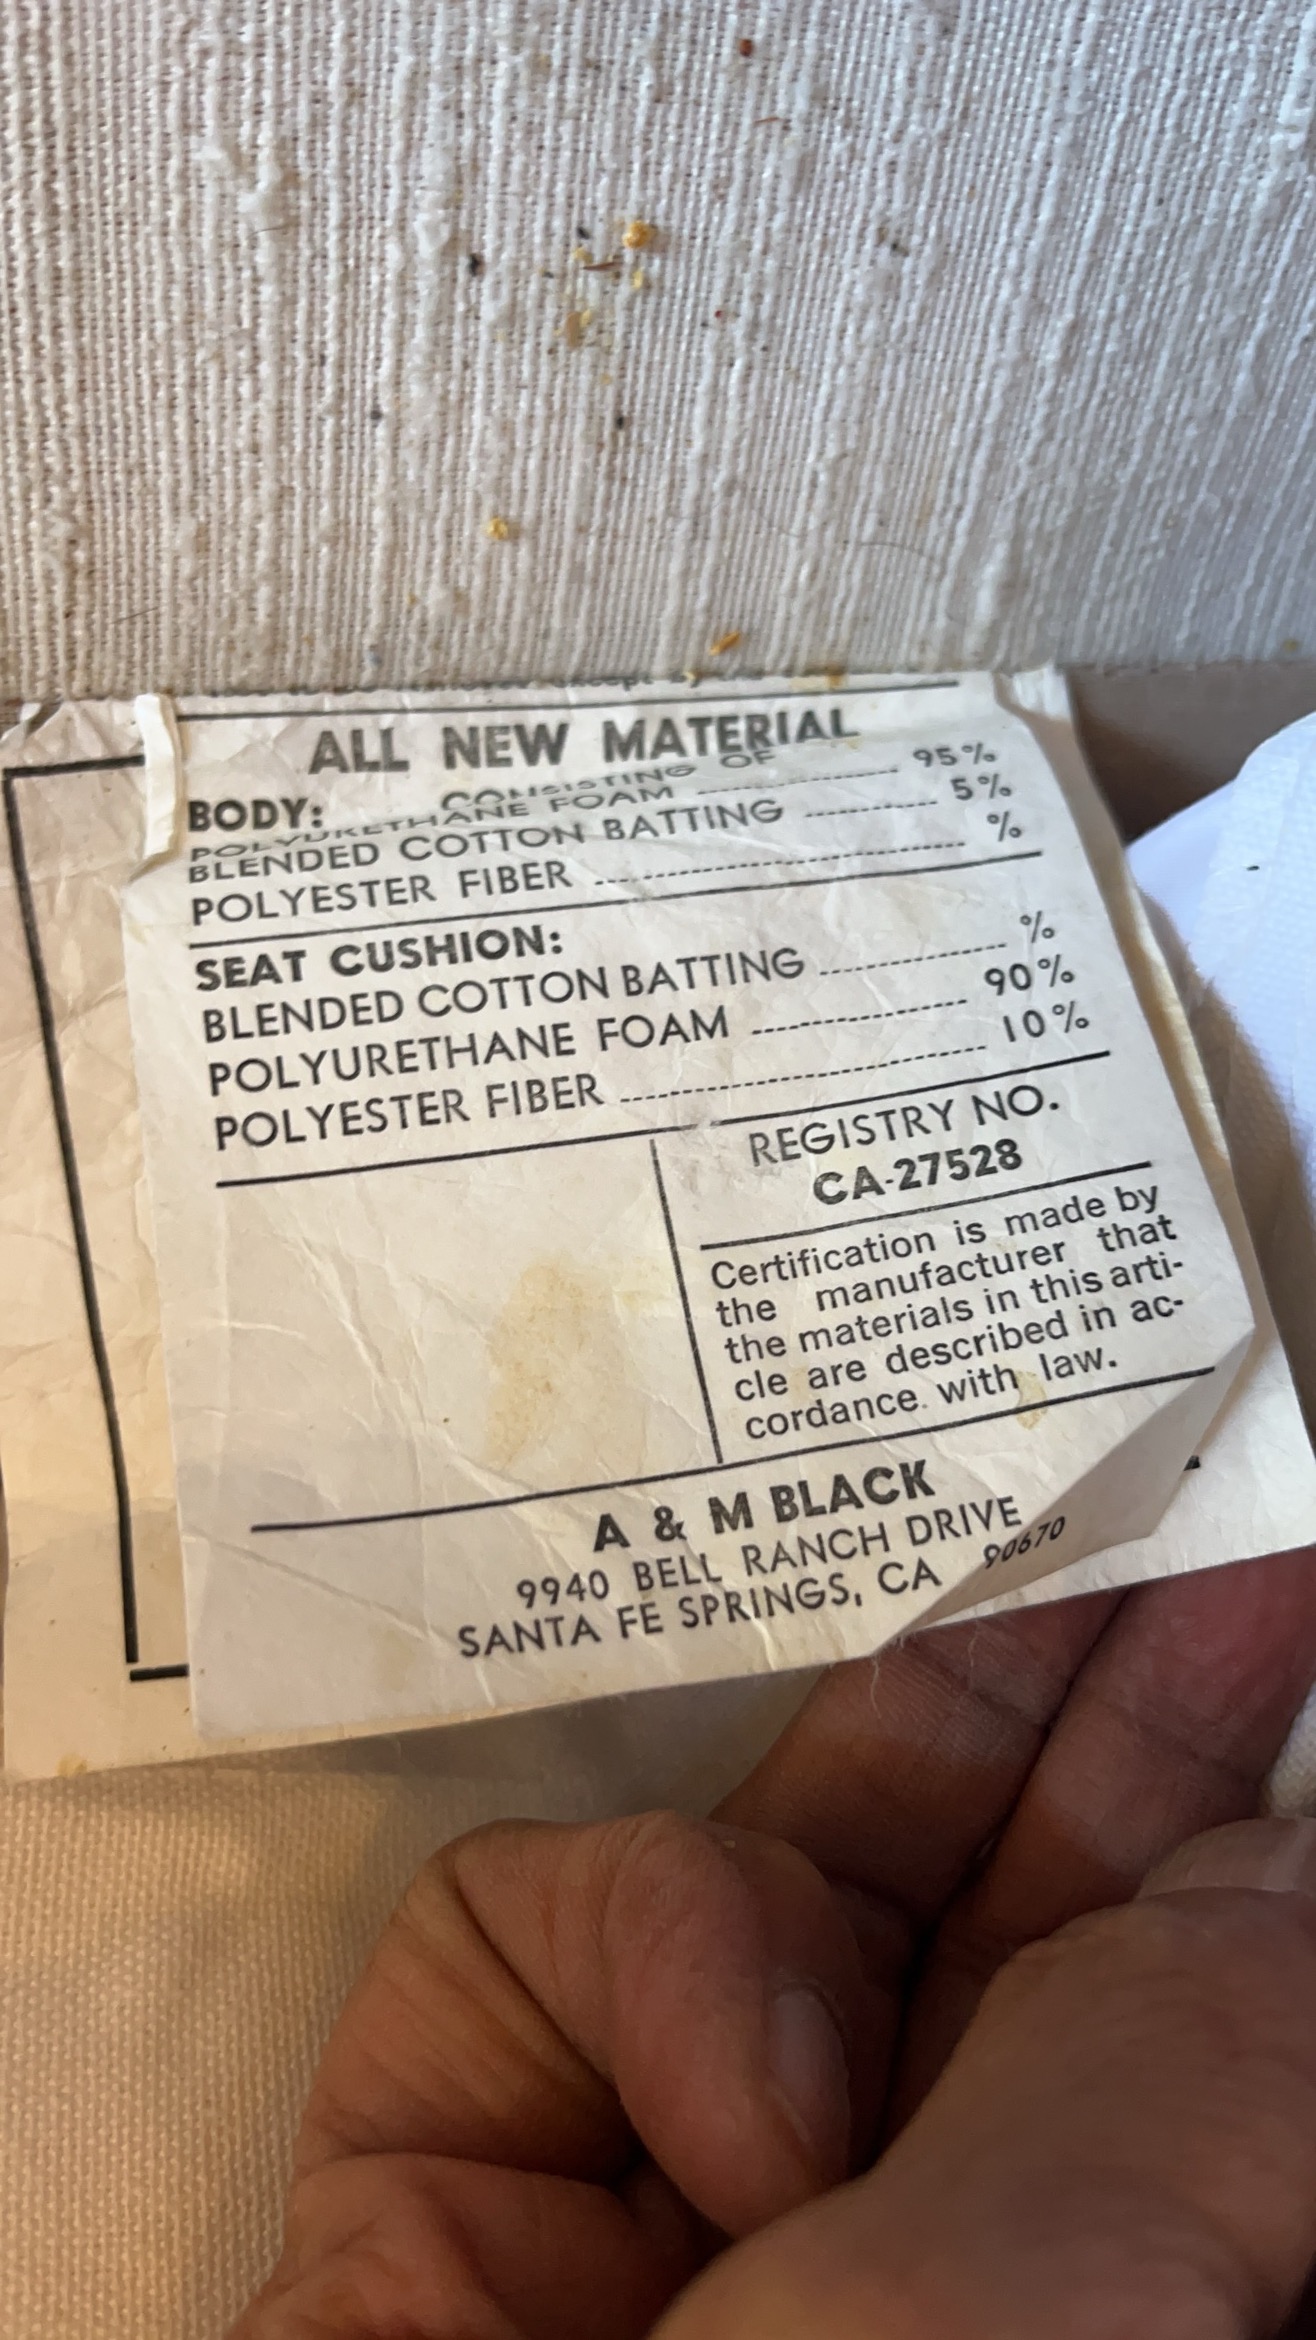 ALL NEW MATERIAL
CONSISTING OF
BODY:
POLYURETHANE FOAM 95%
BLENDED COTTON BATTING 5%
POLYESTER FIBER %
SEAT CUSHION:
BLENDED COTTON BATTING %
POLYURETHANE FOAM 90%
POLYESTER FIBER 10%
REGISTRY NO.
CA-27528
Certification is made by
the manufacturer that
the materials in this arti-
cle are described in ac-
cordance with law.
A & M BLACK
9940 BELL RANCH DRIVE
SANTA FE SPRINGS, CA 90670